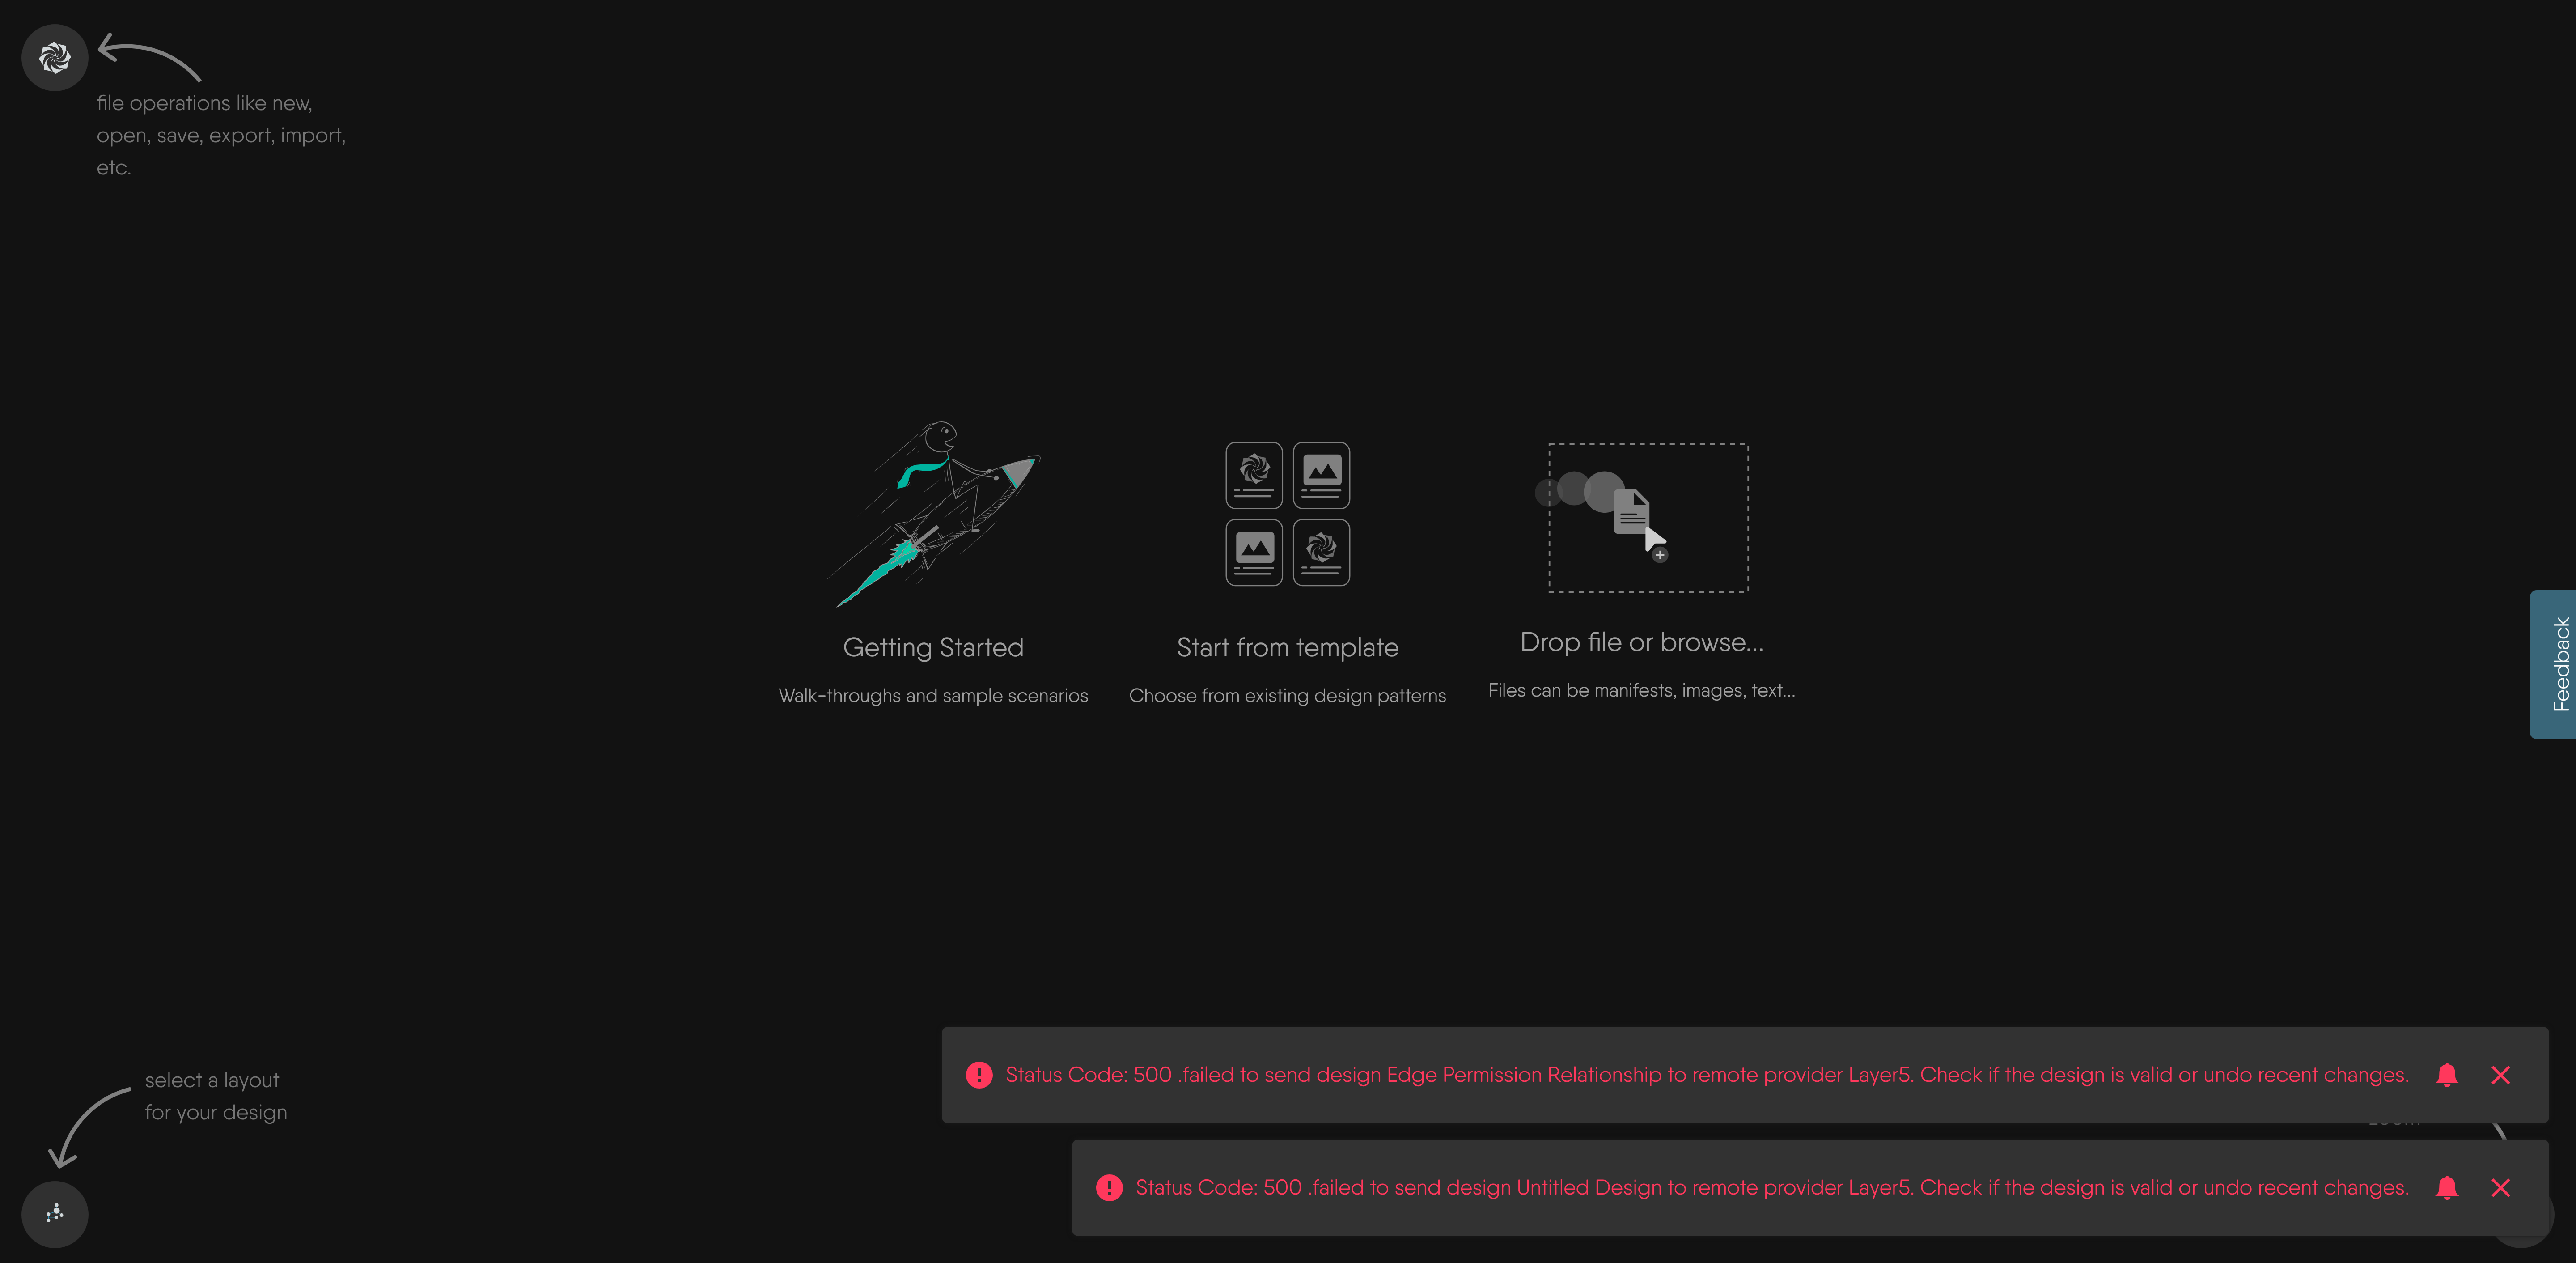 file operations like new,
open, save, export, import,
etc.
Getting Started
Walk-throughs and sample scenarios
Start from template
Choose from existing design patterns
Drop file or browse...
Files can be manifests, images, text...
Feedback
select a layout
for your design
Status Code: 500 .failed to send design Edge Permission Relationship to remote provider Layer5. Check if the design is valid or undo recent changes.
Status Code: 500 .failed to send design Untitled Design to remote provider Layer5. Check if the design is valid or undo recent changes.